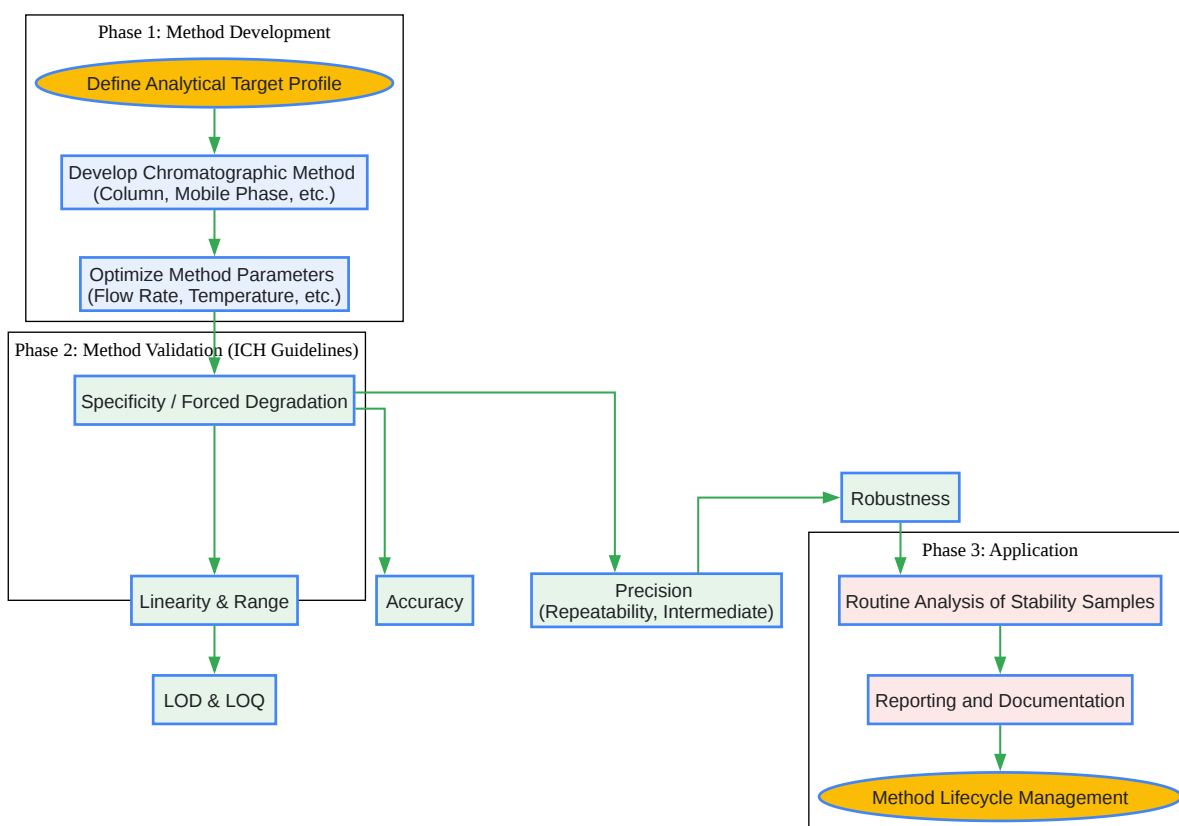 Phase 1: Method Development
Define Analytical Target Profile
Develop Chromatographic Method
(Column, Mobile Phase, etc.)
Optimize Method Parameters
(Flow Rate, Temperature, etc.)
Phase 2: Method Validation (ICH Guidelines)
Specificity / Forced Degradation
Linearity & Range
Accuracy
Precision
(Repeatability, Intermediate)
LOD & LOQ
Robustness
Phase 3: Application
Routine Analysis of Stability Samples
Reporting and Documentation
Method Lifecycle Management